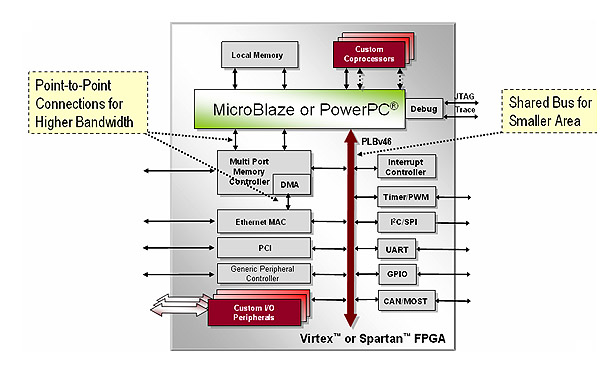 Local Memory
Custom
Coprocessors
Point-to-Point
Connections for
Higher Bandwidth
MicroBlaze or PowerPC®
Debug
JTAG
Trace
Shared Bus for
Smaller Area
PLBv46
Multi Port
Memory
Controller
DMA
Interrupt
Controller
Timer/PWM
Ethernet MAC
I²C/SPI
PCI
UART
Generic Peripheral
Controller
GPIO
Custom I/O
Peripherals
CAN/MOST
Virtex™ or Spartan™ FPGA